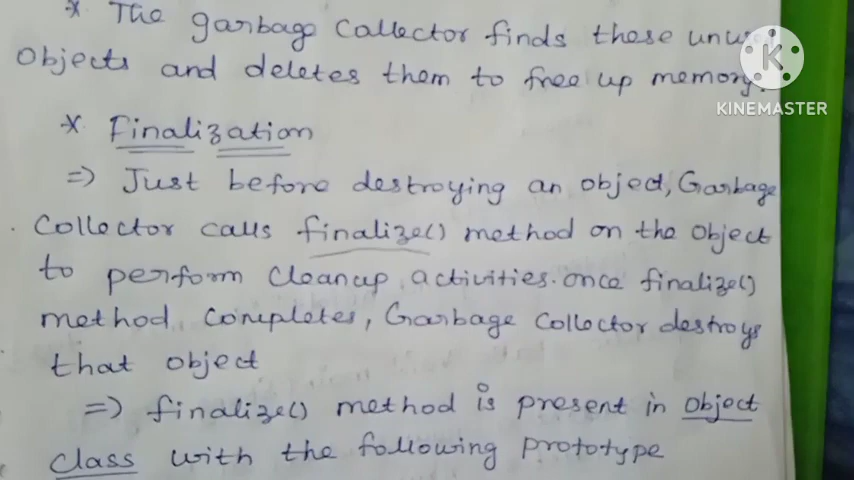 * The garbage collector finds these unused
objects and deletes them to free up memory.
KINEMASTER
* Finalization
=> Just before destroying an object, Garbage
Collector calls finalize() method on the object
to perform cleanup activities. once finalize()
method completes, Garbage collector destroys
that object
=> finalize() method is present in object
class with the following prototype